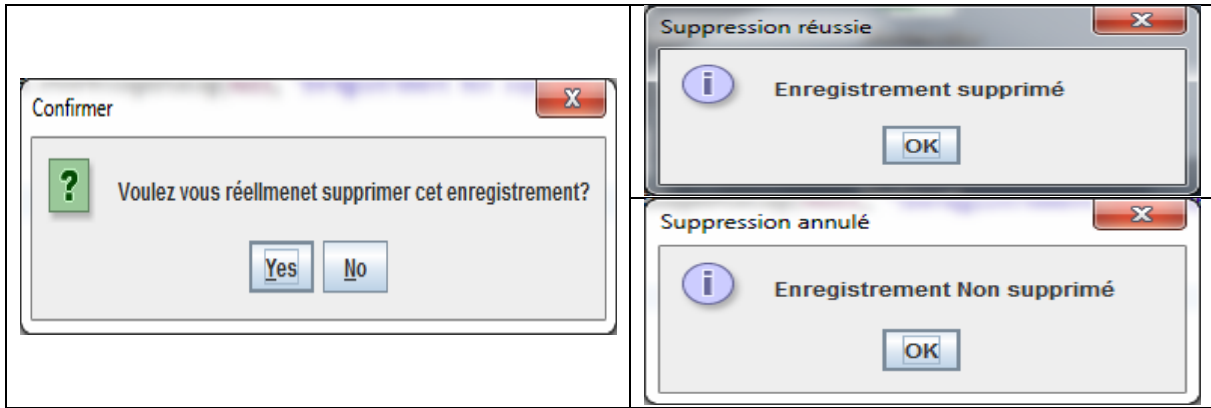 Confirmer
Voulez vous réellmenet supprimer cet enregistrement?
Yes No
Suppression réussie
Enregistrement supprimé
OK
Suppression annulé
Enregistrement Non supprimé
OK